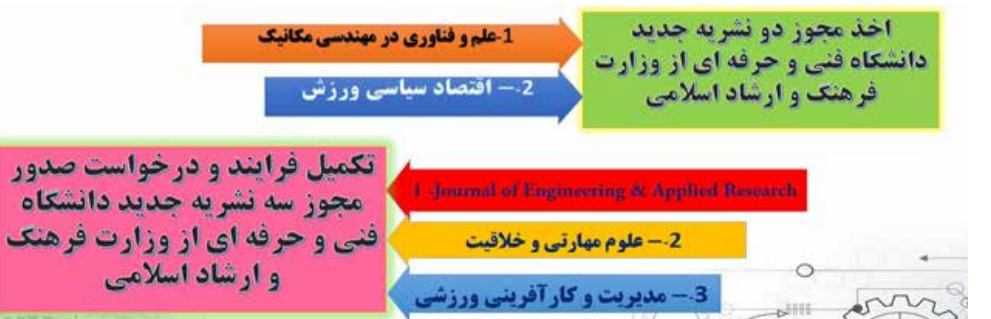 اخذ مجوز دو نشریه جدید
دانشگاه فنی و حرفه ای از وزارت
فرهنگ و ارشاد اسلامی
1-علم و فناوری در مهندسی مکانیک
2-– اقتصاد سیاسی ورزش
تکمیل فرایند و درخواست صدور
مجوز سه نشریه جدید دانشگاه
فنی و حرفه ای از وزارت فرهنگ
و ارشاد اسلامی
1 -Journal of Engineering & Applied Research
2-– علوم مهارتی و خلاقیت
3-– مدیریت و کارآفرینی ورزشی